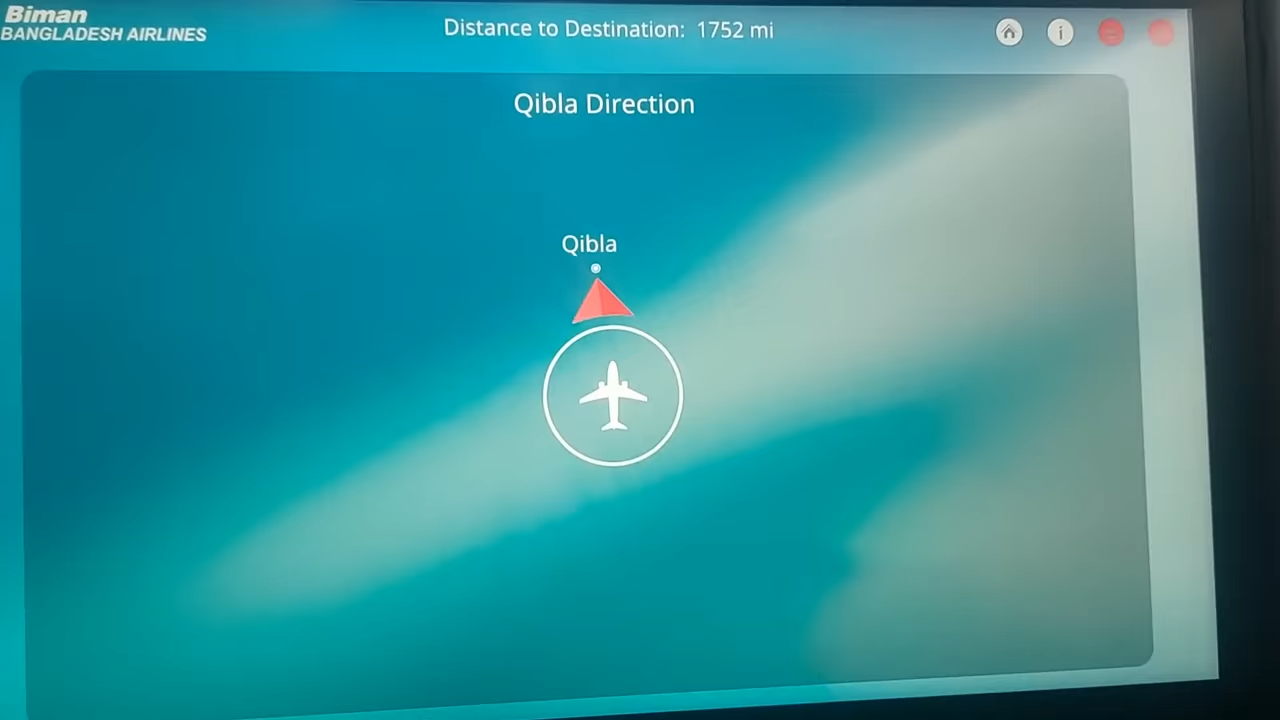 Biman
BANGLADESH AIRLINES
Distance to Destination: 1752 mi
i
Qibla Direction
Qibla